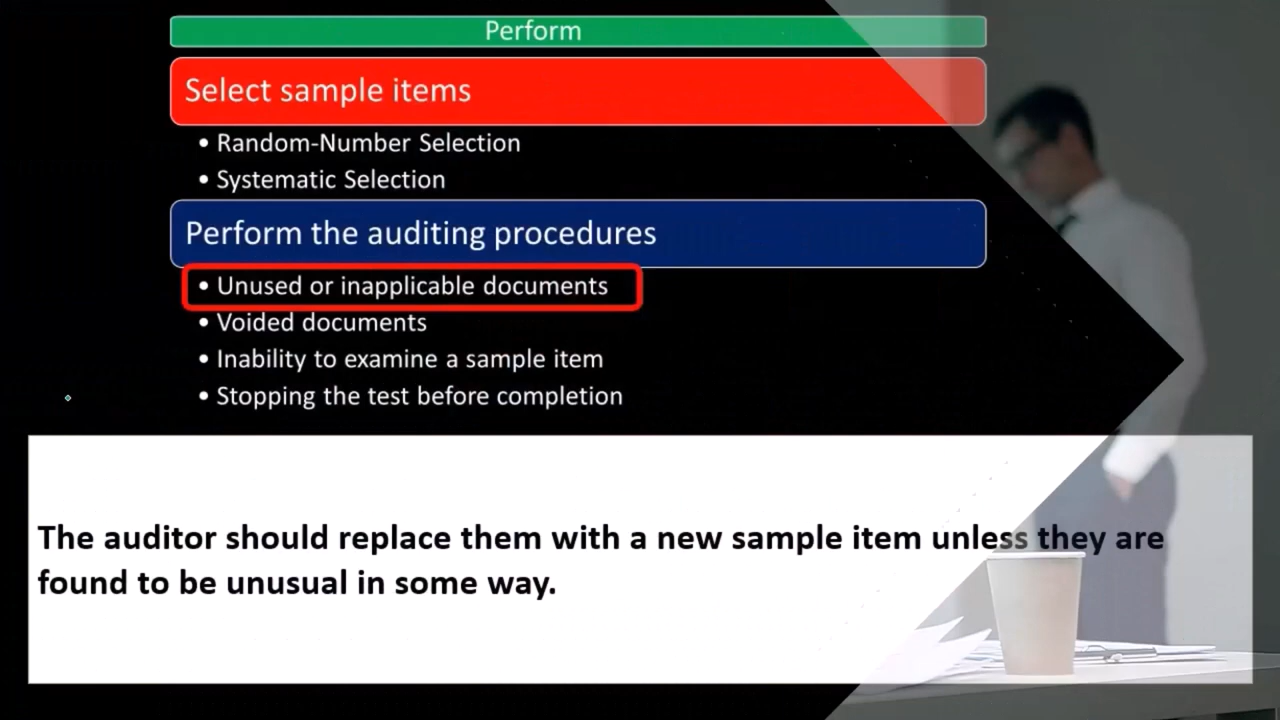 Perform
Select sample items
• Random-Number Selection
• Systematic Selection
Perform the auditing procedures
• Unused or inapplicable documents
• Voided documents
• Inability to examine a sample item
• Stopping the test before completion
The auditor should replace them with a new sample item unless they are
found to be unusual in some way.